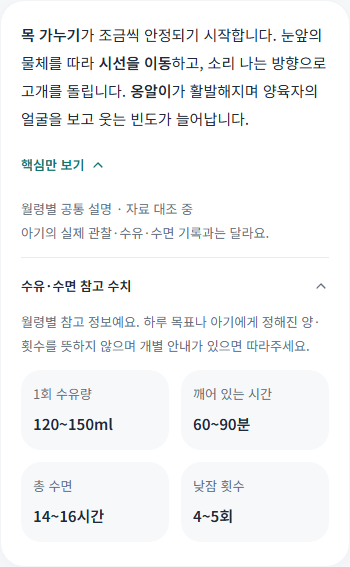 목 가누기가 조금씩 안정되기 시작합니다. 눈앞의
물체를 따라 시선을 이동하고, 소리 나는 방향으로
고개를 돌립니다. 옹알이가 활발해지며 양육자의
얼굴을 보고 웃는 빈도가 늘어납니다.
핵심만 보기
월령별 공통 설명 · 자료 대조 중
아기의 실제 관찰·수유·수면 기록과는 달라요.
수유·수면 참고 수치
월령별 참고 정보예요. 하루 목표나 아기에게 정해진 양·
횟수를 뜻하지 않으며 개별 안내가 있으면 따라주세요.
1회 수유량
120~150ml
깨어 있는 시간
60~90분
총 수면
14~16시간
낮잠 횟수
4~5회